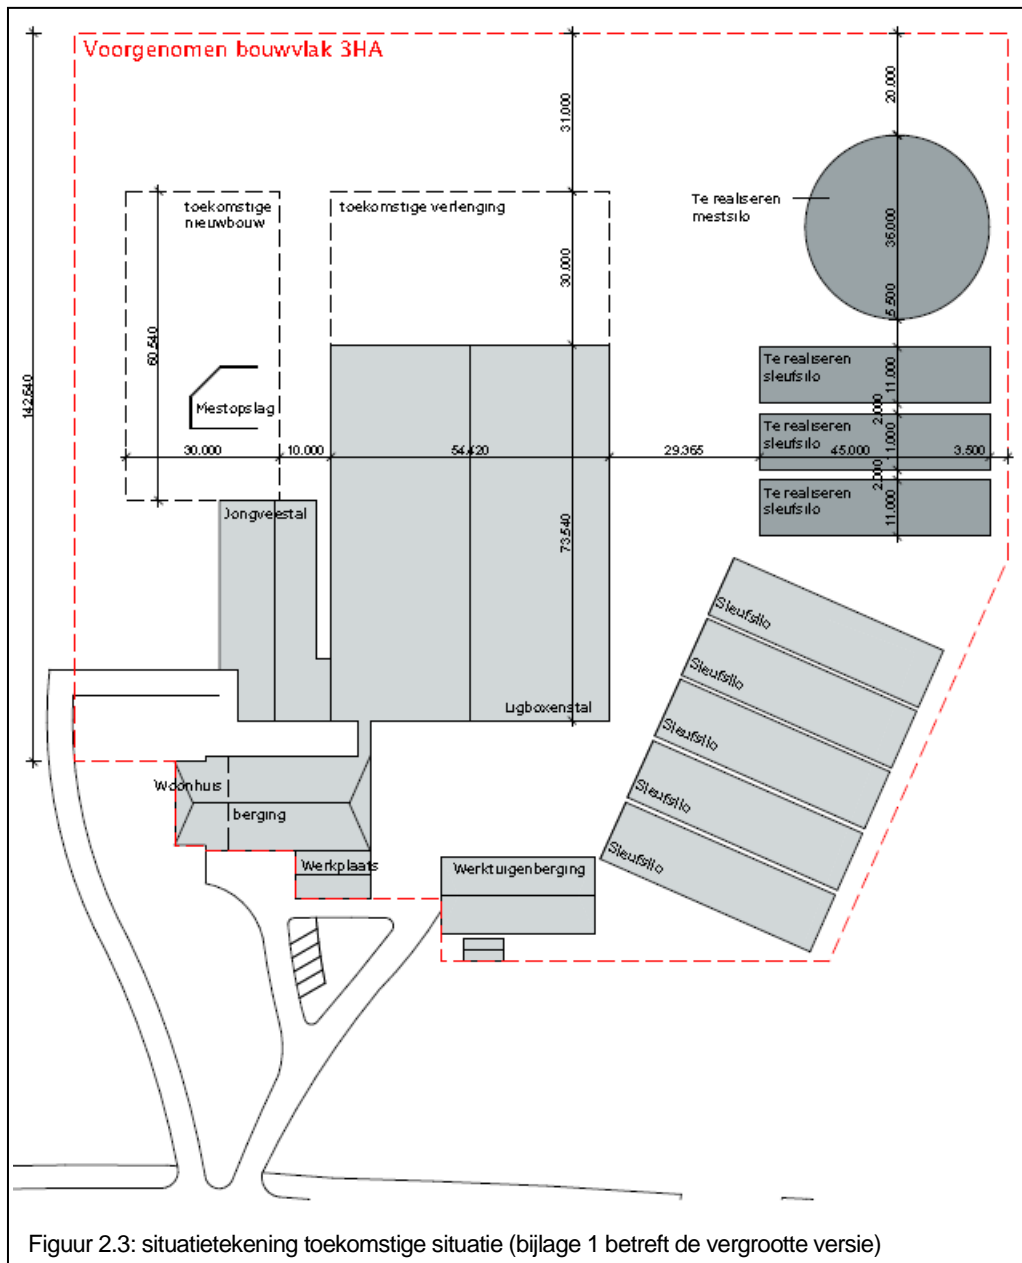 Voorgenomen bouwvlak 3HA
20.000
31.000
toekomstige
nieuwbouw
toekomstige verlenging
Te realiseren
mestsilo
36.000
30.000
5.500
60.540
142.640
Mestopslag
Te realiseren
sleufsilo
11.000
2.000
Te realiseren
sleufsilo
11.000
30.000
10.000
54.420
29.365
45.000
3.500
2.000
Te realiseren
sleufsilo
11.000
Jongveestal
73.540
Sleufsilo
Sleufsilo
Ligboxenstal
Sleufsilo
Woonhuis
berging
Sleufsilo
Sleufsilo
Werkplaats
Werktuigenberging
Figuur 2.3: situatietekening toekomstige situatie (bijlage 1 betreft de vergrootte versie)